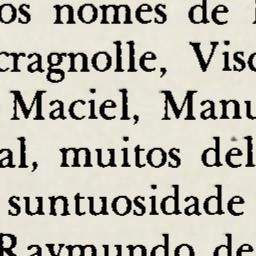 os nomes de
cragnolle, Visc
Maciel, Manu
al, muitos del
suntuosidade
Raymundo de